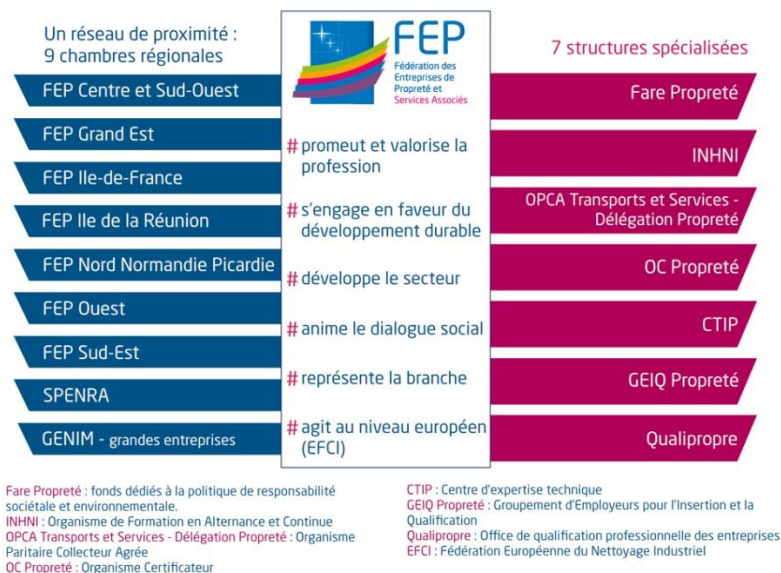 Un réseau de proximité :
9 chambres régionales
FEP Centre et Sud-Ouest
FEP Grand Est
FEP Ile-de-France
FEP Ile de la Réunion
FEP Nord Normandie Picardie
FEP Ouest
FEP Sud-Est
SPENRA
GENIM - grandes entreprises
FEP
Fédération des
Entreprises de
Propreté et
Services Associés
# promeut et valorise la
profession
# s'engage en faveur du
développement durable
# développe le secteur
# anime le dialogue social
# représente la branche
# agit au niveau européen
(EFCI)
7 structures spécialisées
Fare Propreté
INHNI
OPCA Transports et Services -
Délégation Propreté
OC Propreté
CTIP
GEIQ Propreté
Qualipropre
Fare Propreté : fonds dédiés à la politique de responsabilité
sociétale et environnementale.
INHNI : Organisme de Formation en Alternance et Continue
OPCA Transports et Services - Délégation Propreté : Organisme
Paritaire Collecteur Agrée
OC Propreté : Organisme Certificateur
CTIP : Centre d'expertise technique
GEIQ Propreté : Groupement d'Employeurs pour l'Insertion et la
Qualification
Qualipropre : Office de qualification professionnelle des entreprises
EFCI : Fédération Européenne du Nettoyage Industriel